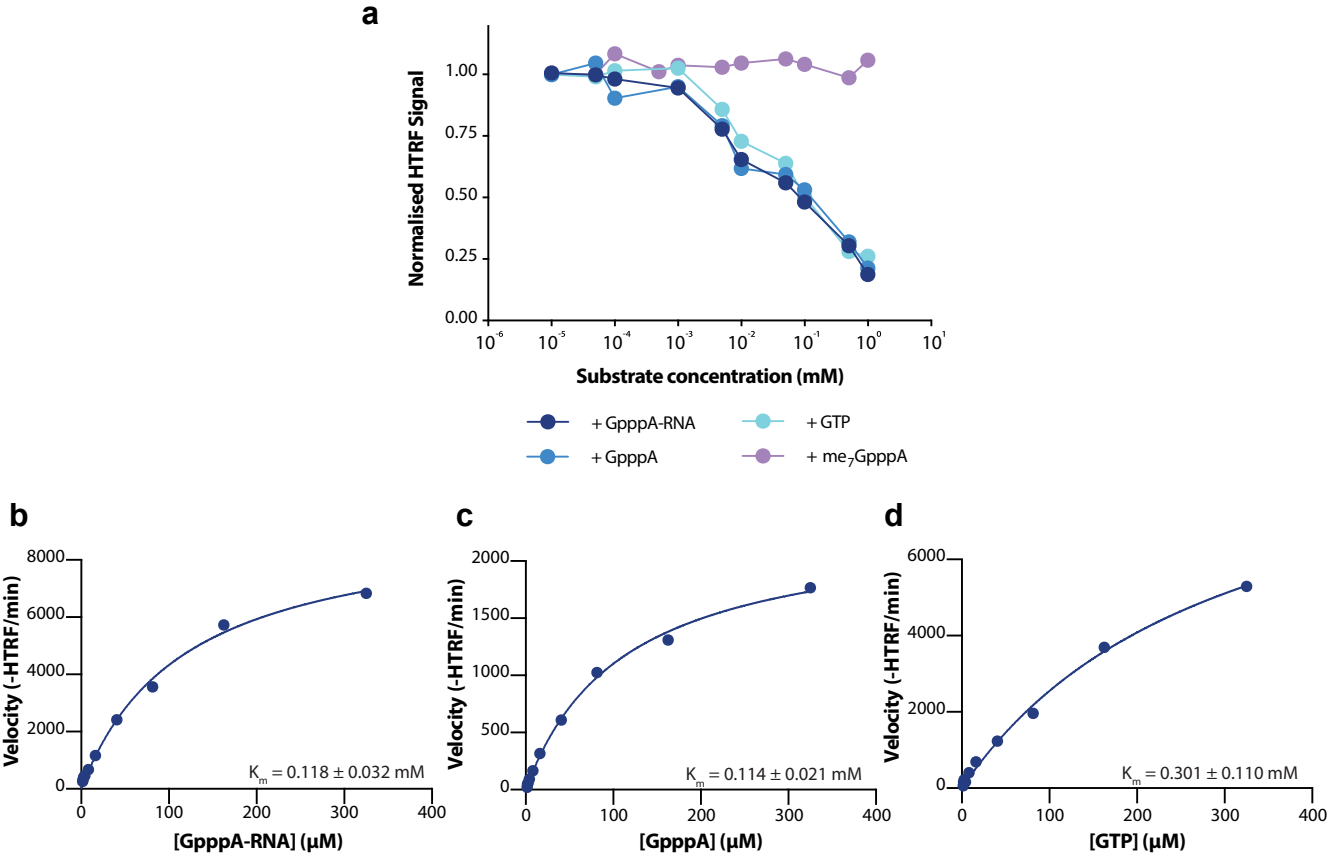 a
Normalised HTRF Signal
1.00
0.75
0.50
0.25
0.00
10⁻⁶ 10⁻⁵ 10⁻⁴ 10⁻³ 10⁻² 10⁻¹ 10⁰ 10¹
Substrate concentration (mM)
+ GpppA-RNA
+ GTP
+ GpppA
+ me₇GpppA
b
Velocity (-HTRF/min)
8000
6000
4000
2000
0
Kₘ = 0.118 ± 0.032 mM
0 100 200 300 400
[GpppA-RNA] (µM)
c
Velocity (-HTRF/min)
2000
1500
1000
500
0
Kₘ = 0.114 ± 0.021 mM
0 100 200 300 400
[GpppA] (µM)
d
Velocity (-HTRF/min)
6000
4000
2000
0
Kₘ = 0.301 ± 0.110 mM
0 100 200 300 400
[GTP] (µM)